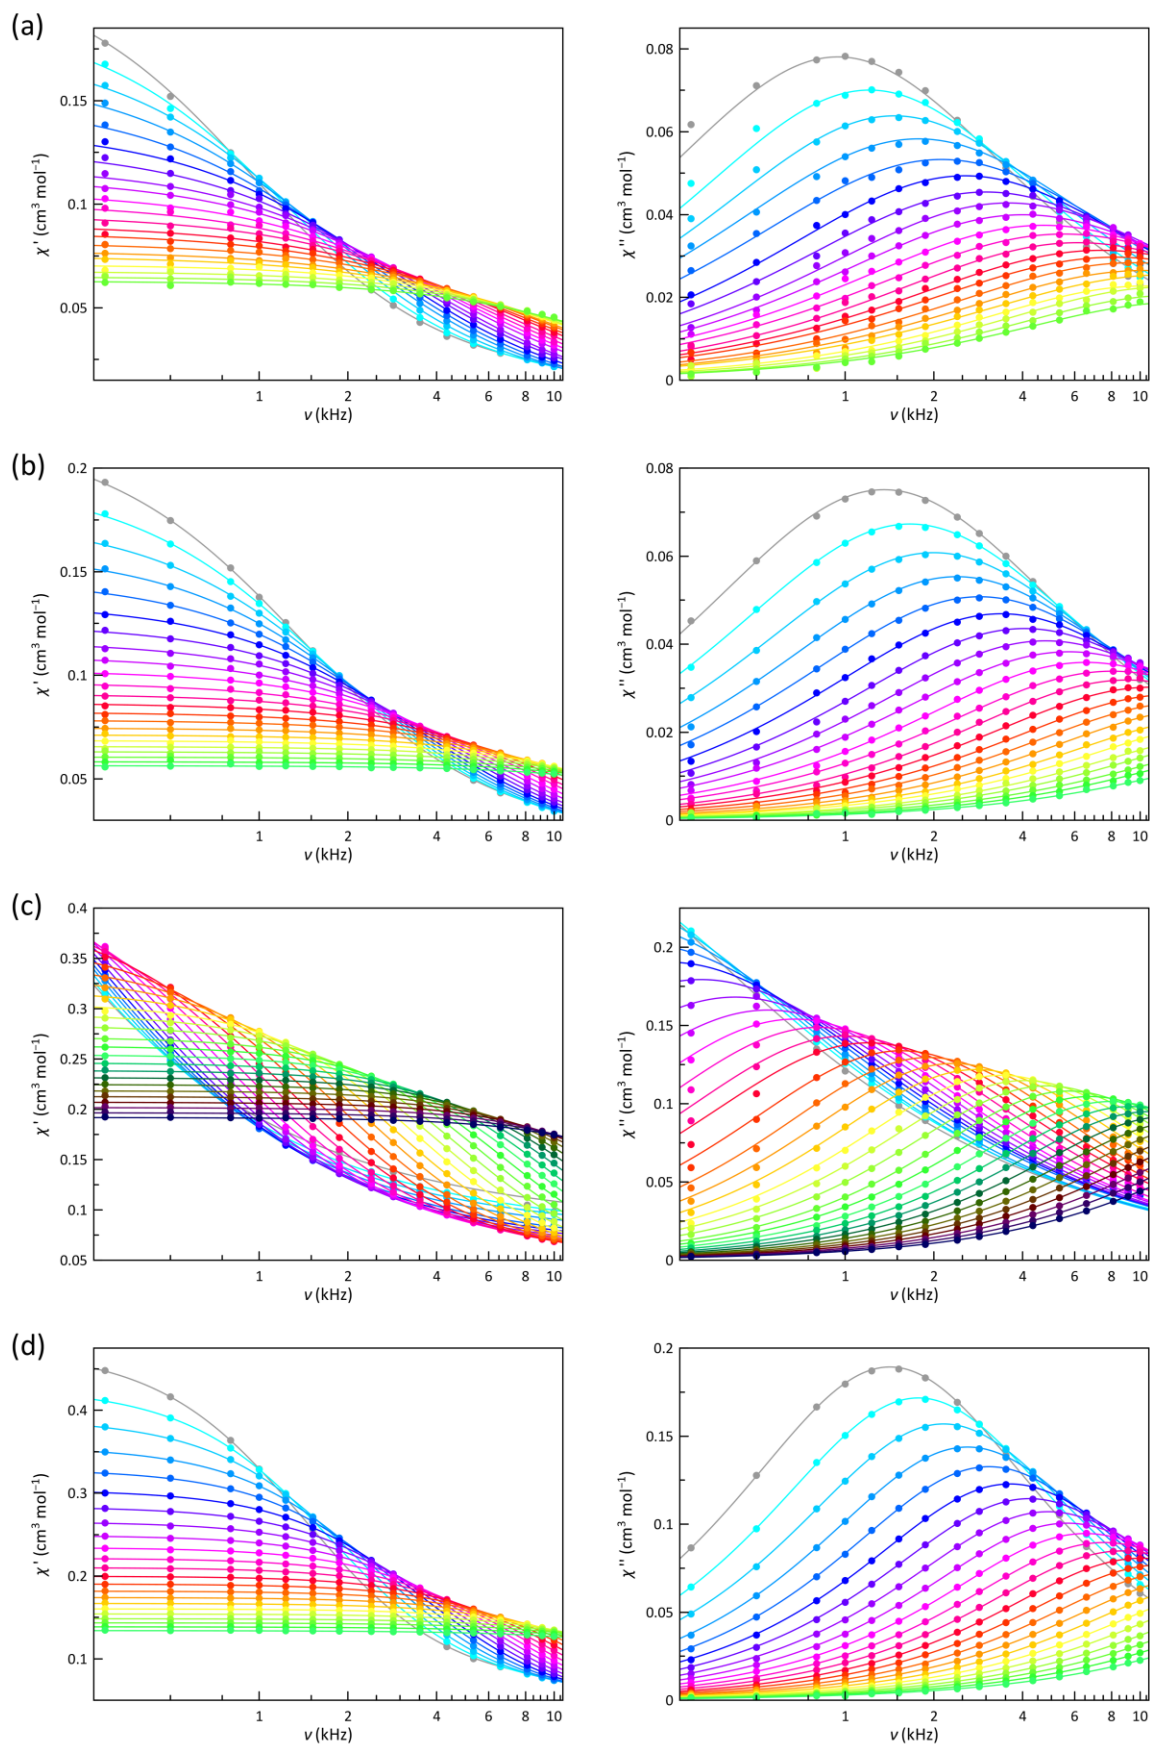 (a)
0.15
0.1
0.05
χ' (cm³ mol⁻¹)
1 2 4 6 8 10
ν (kHz)
0.08
0.06
0.04
0.02
0
χ'' (cm³ mol⁻¹)
1 2 4 6 8 10
ν (kHz)
(b)
0.2
0.15
0.1
0.05
χ' (cm³ mol⁻¹)
1 2 4 6 8 10
ν (kHz)
0.08
0.06
0.04
0.02
0
χ'' (cm³ mol⁻¹)
1 2 4 6 8 10
ν (kHz)
(c)
0.4
0.35
0.3
0.25
0.2
0.15
0.1
0.05
χ' (cm³ mol⁻¹)
1 2 4 6 8 10
ν (kHz)
0.2
0.15
0.1
0.05
0
χ'' (cm³ mol⁻¹)
1 2 4 6 8 10
ν (kHz)
(d)
0.4
0.3
0.2
0.1
χ' (cm³ mol⁻¹)
1 2 4 6 8 10
ν (kHz)
0.2
0.15
0.1
0.05
0
χ'' (cm³ mol⁻¹)
1 2 4 6 8 10
ν (kHz)